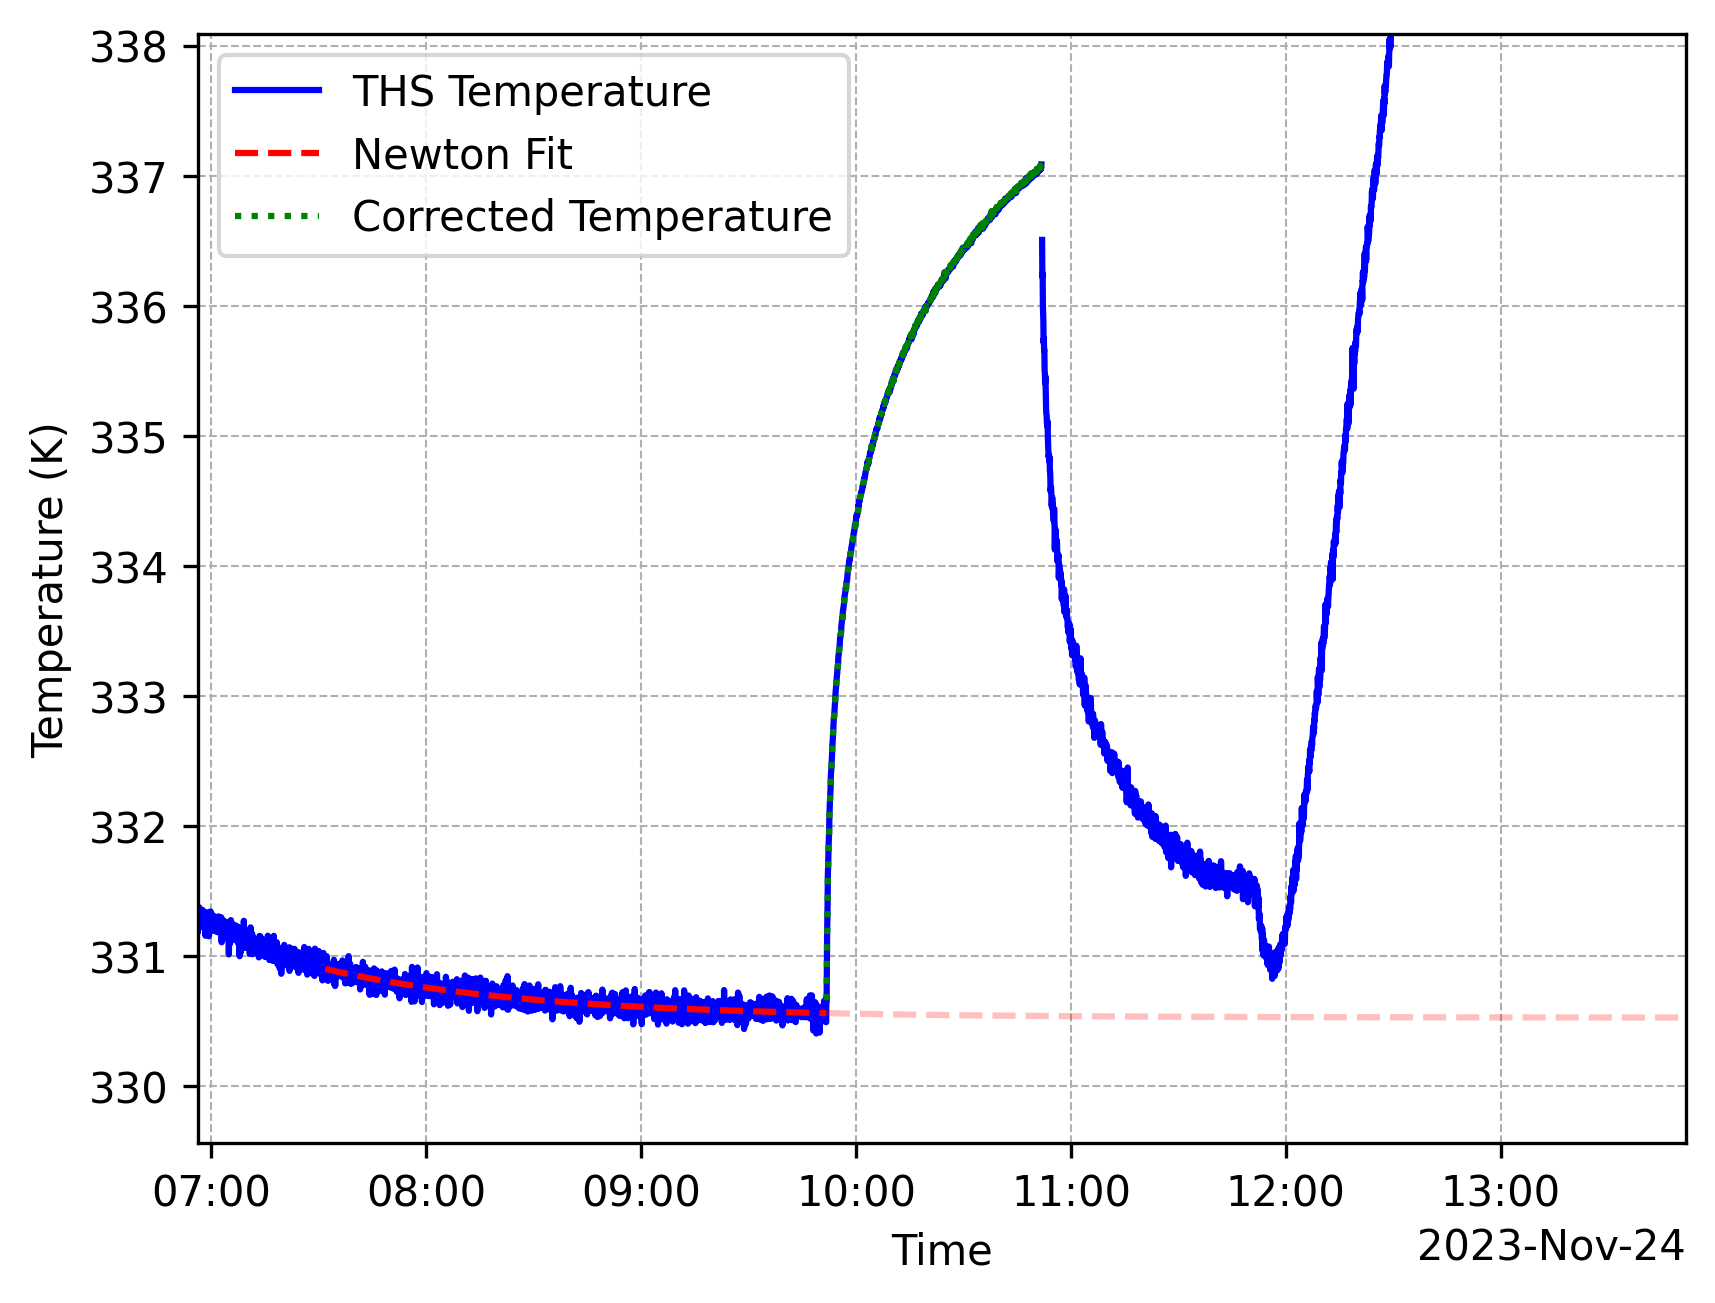 338
337
336
335
334
333
332
331
330
Temperature (K)
THS Temperature
Newton Fit
Corrected Temperature
07:00 08:00 09:00 10:00 11:00 12:00 13:00
Time
2023-Nov-24